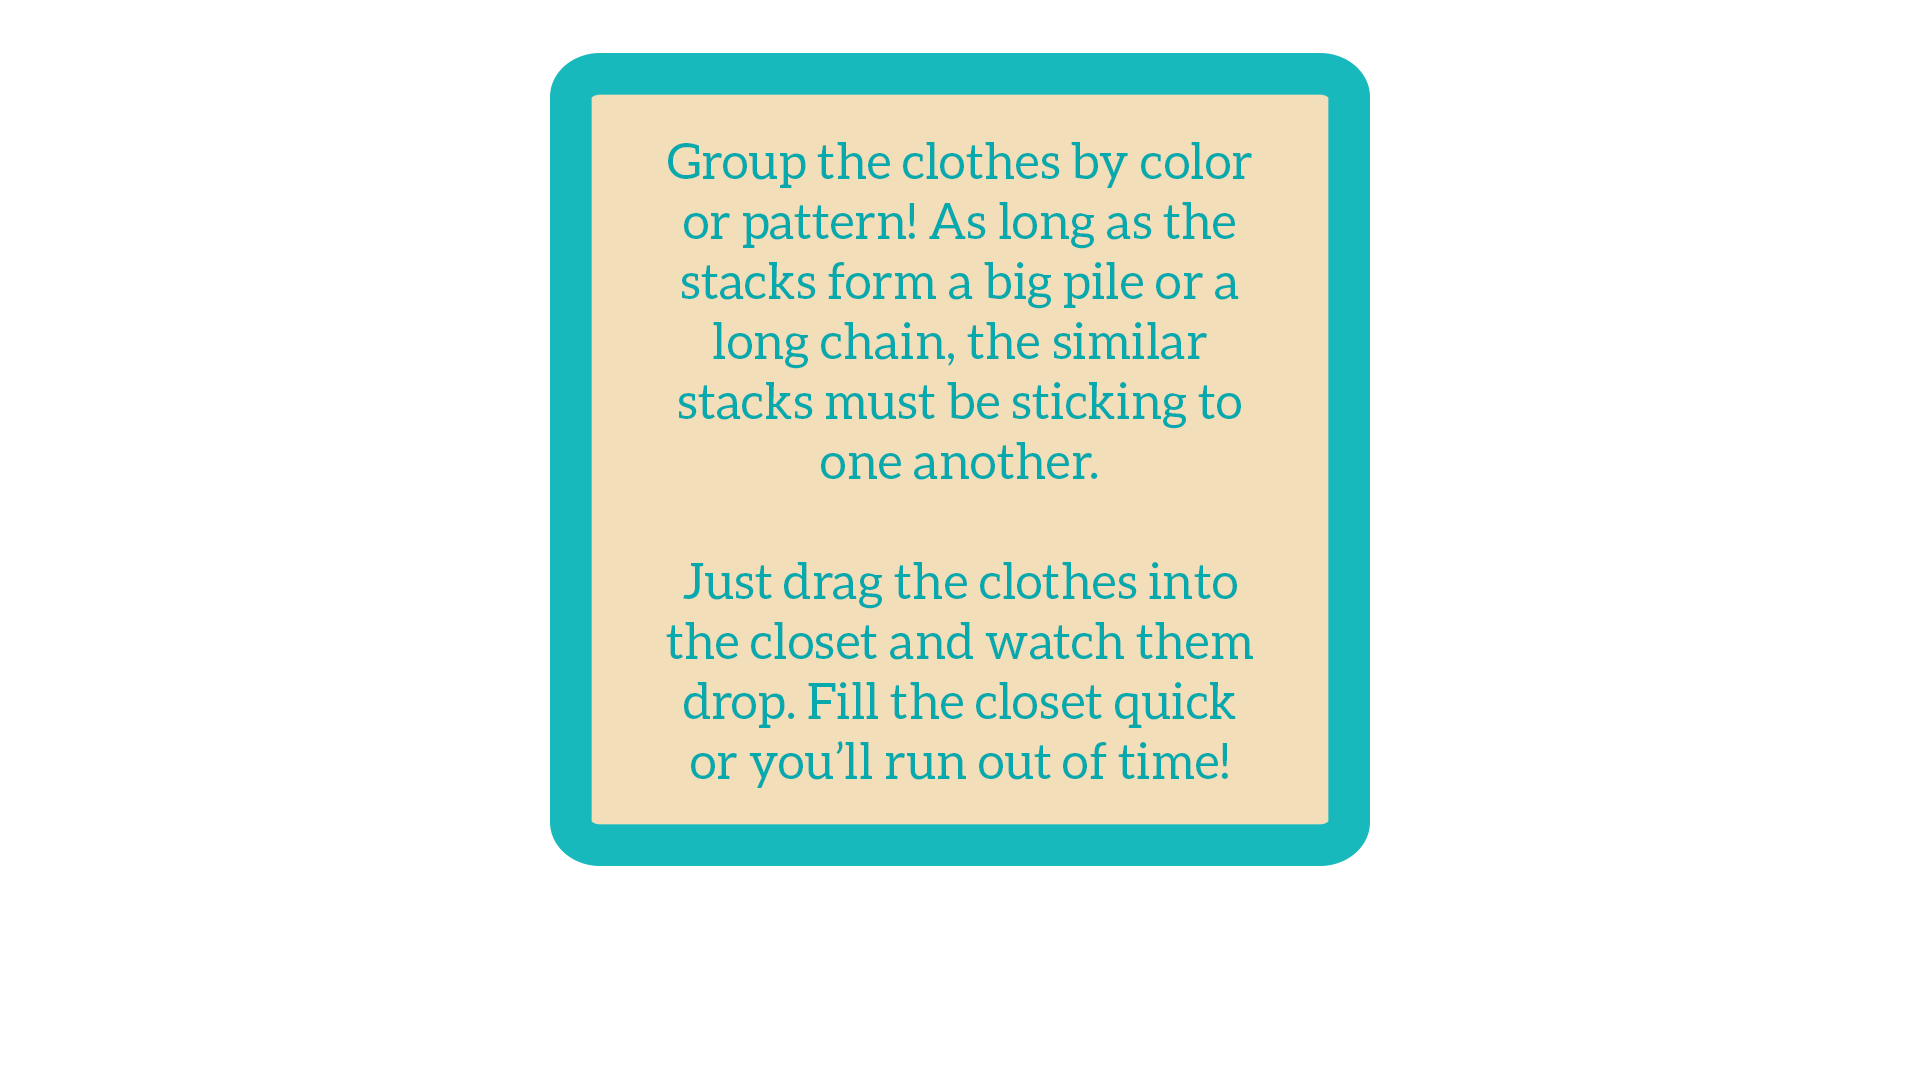 Group the clothes by color
or pattern! As long as the
stacks form a big pile or a
long chain, the similar
stacks must be sticking to
one another.
Just drag the clothes into
the closet and watch them
drop. Fill the closet quick
or you’ll run out of time!